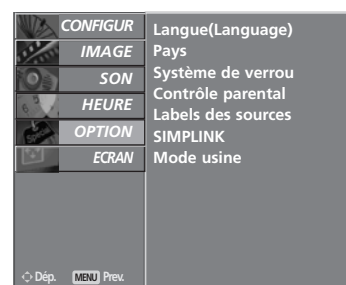 CONFIGUR
IMAGE
SON
HEURE
OPTION
ECRAN
Langue(Language)
Pays
Système de verrou
Contrôle parental
Labels des sources
SIMPLINK
Mode usine
Dép. MENU Prev.